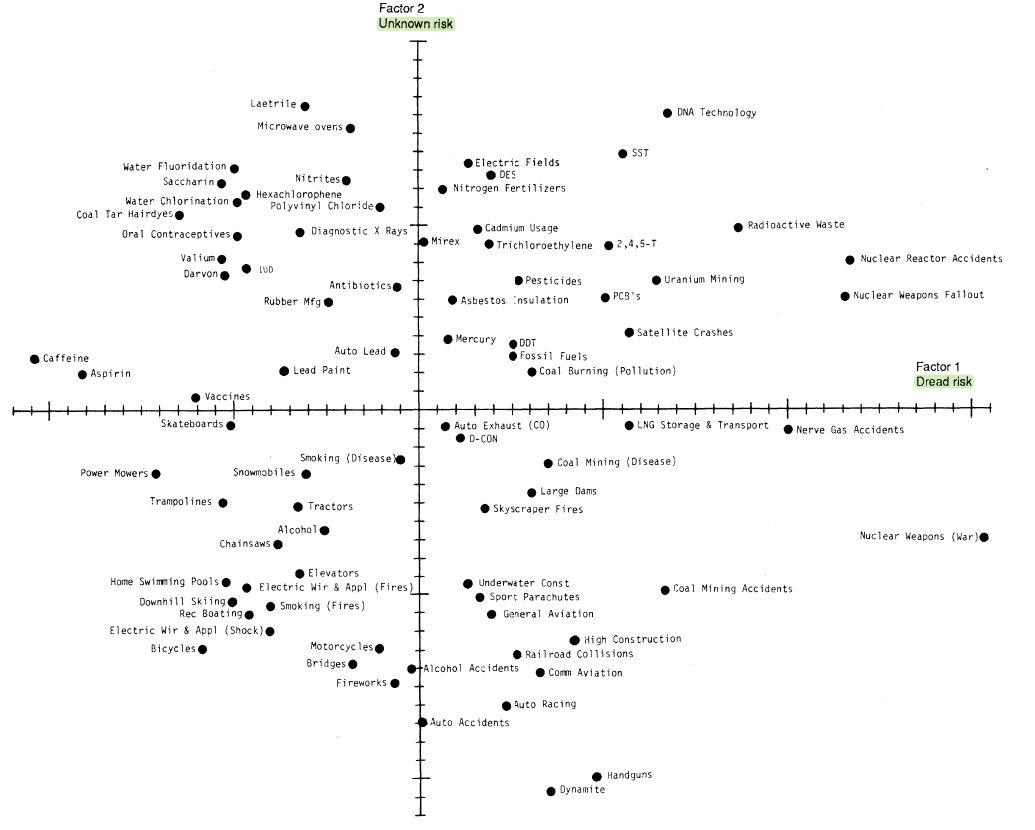 Factor 2
Unknown risk
Laetrile
DNA Technology
Microwave ovens
SST
Electric Fields
Water Fluoridation
DES
Nitrites
Saccharin
Nitrogen Fertilizers
Hexachlorophene
Water Chlorination
Polyvinyl Chloride
Coal Tar Hairdyes
Radioactive Waste
Cadmium Usage
Diagnostic X Rays
Oral Contraceptives
Mirex
Trichloroethylene
2,4,5-T
Valium
Nuclear Reactor Accidents
IUD
Darvon
Pesticides
Uranium Mining
Antibiotics
Nuclear Weapons Fallout
PCB's
Asbestos Insulation
Rubber Mfg
Satellite Crashes
Mercury
DDT
Auto Lead
Fossil Fuels
Caffeine
Factor 1
Lead Paint
Coal Burning (Pollution)
Aspirin
Dread risk
Vaccines
Skateboards
Auto Exhaust (CO)
LNG Storage & Transport
Nerve Gas Accidents
D-CON
Smoking (Disease)
Coal Mining (Disease)
Power Mowers
Snowmobiles
Large Dams
Trampolines
Tractors
Skyscraper Fires
Alcohol
Nuclear Weapons (War)
Chainsaws
Elevators
Home Swimming Pools
Underwater Const
Electric Wir & Appl (Fires)
Coal Mining Accidents
Sport Parachutes
Downhill Skiing
Smoking (Fires)
Rec Boating
General Aviation
Electric Wir & Appl (Shock)
High Construction
Bicycles
Motorcycles
Railroad Collisions
Bridges
Alcohol Accidents
Comm Aviation
Fireworks
Auto Racing
Auto Accidents
Handguns
Dynamite